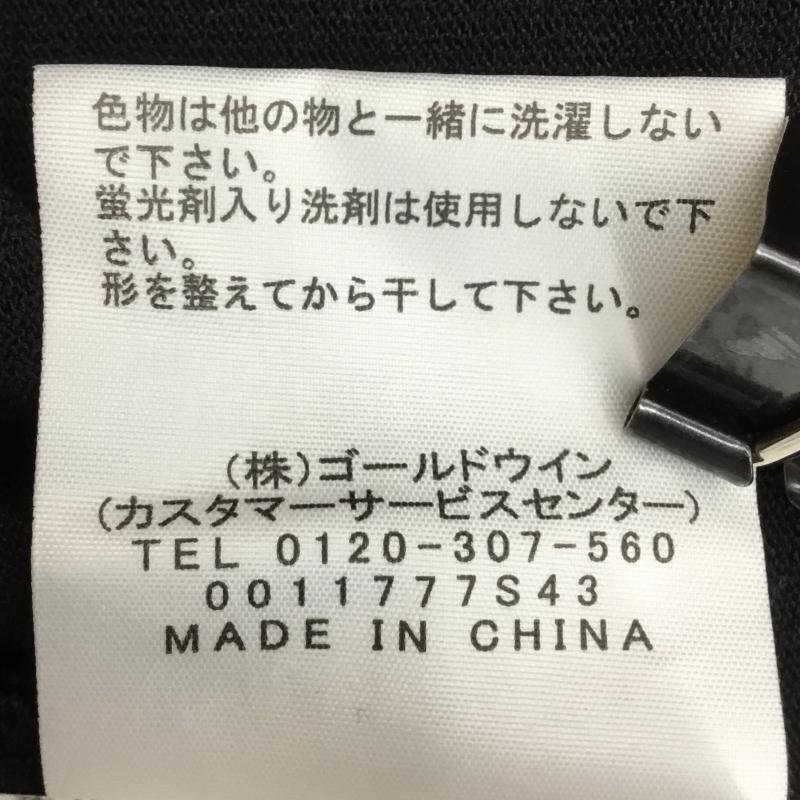 色物は他の物と一緒に洗濯しない
で下さい。
蛍光剤入り洗剤は使用しないで下
さい。
形を整えてから干して下さい。
(株)ゴールドウイン
(カスタマーサービスセンター)
TEL 0120-307-560
0011777S43
MADE IN CHINA